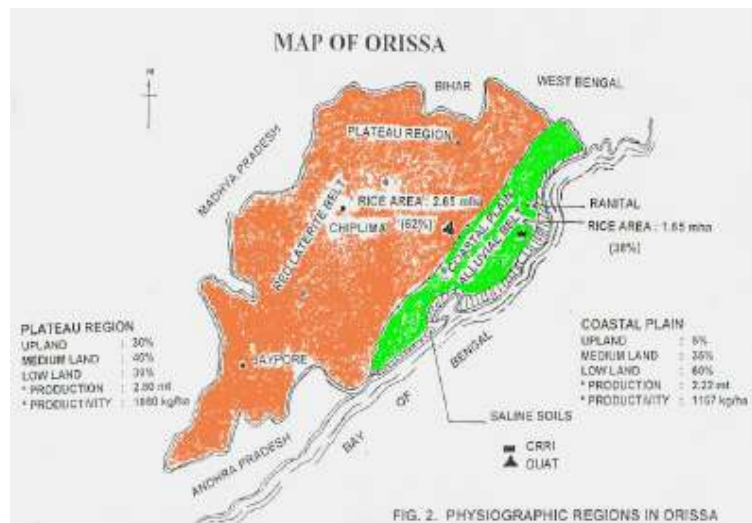 MAP OF ORISSA
N
BIHAR
WEST BENGAL
PLATEAU REGION
MADHYA PRADESH
RICE AREA : 2.65 mha
(62%)
CHIPLIMA
RED LATERITE BELT
COASTAL PLAIN
ALLUVIAL BELT
RANITAL
RICE AREA : 1.65 mha
(38%)
PLATEAU REGION
UPLAND : 30%
MEDIUM LAND : 40%
LOW LAND :
* PRODUCTION : 2.80 mt
* PRODUCTIVITY : kg/ha
COASTAL PLAIN
UPLAND : 5%
MEDIUM LAND : 35%
LOW LAND : 60%
* PRODUCTION : 2.22 mt
* PRODUCTIVITY : kg/ha
BAY OF BENGAL
SALINE SOILS
ANDHRA PRADESH
CRRI
OUAT
FIG. 2. PHYSIOGRAPHIC REGIONS IN ORISSA